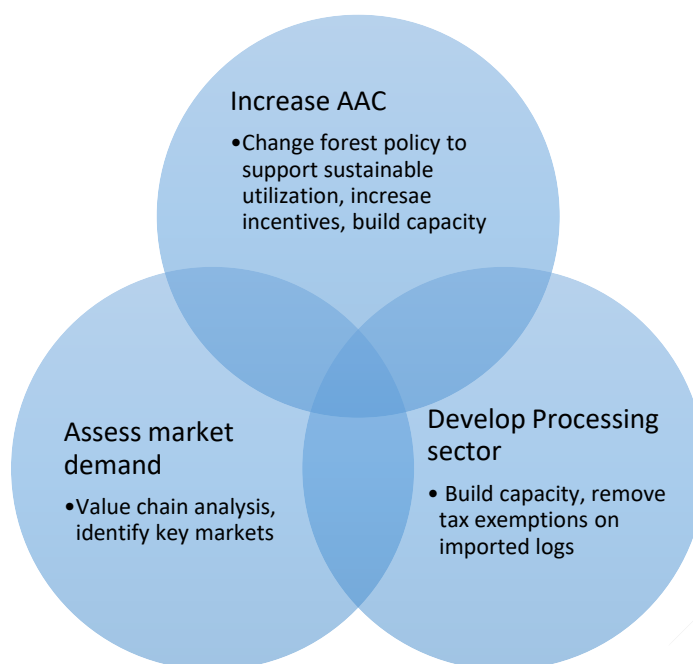 Increase AAC
•Change forest policy to
support sustainable
utilization, incresae
incentives, build capacity
Assess market
demand
•Value chain analysis,
identify key markets
Develop Processing
sector
• Build capacity, remove
tax exemptions on
imported logs